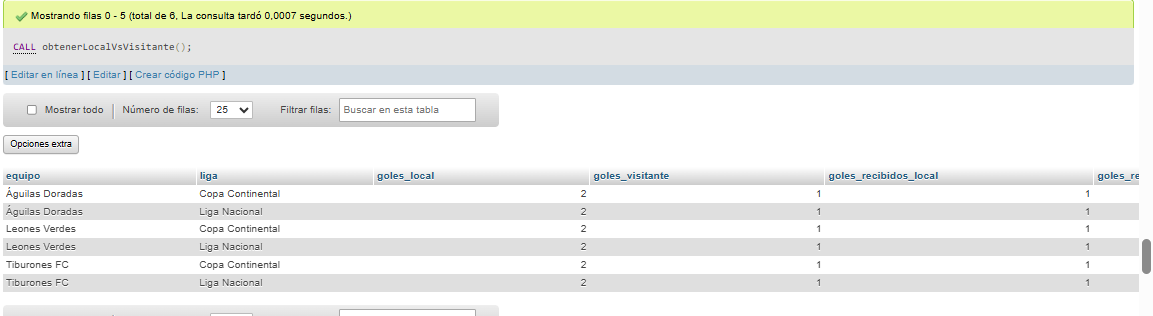 Mostrando filas 0 - 5 (total de 6, La consulta tardó 0,0007 segundos.)
CALL obtenerLocalVsVisitante();
[ Editar en línea ] [ Editar ] [ Crear código PHP ]
Mostrar todo Número de filas: 25 Filtrar filas: Buscar en esta tabla
Opciones extra
equipo liga goles_local goles_visitante goles_recibidos_local goles_re
Águilas Doradas Copa Continental 2 1 1
Águilas Doradas Liga Nacional 2 1 1
Leones Verdes Copa Continental 2 1 1
Leones Verdes Liga Nacional 2 1 1
Tiburones FC Copa Continental 2 1 1
Tiburones FC Liga Nacional 2 1 1